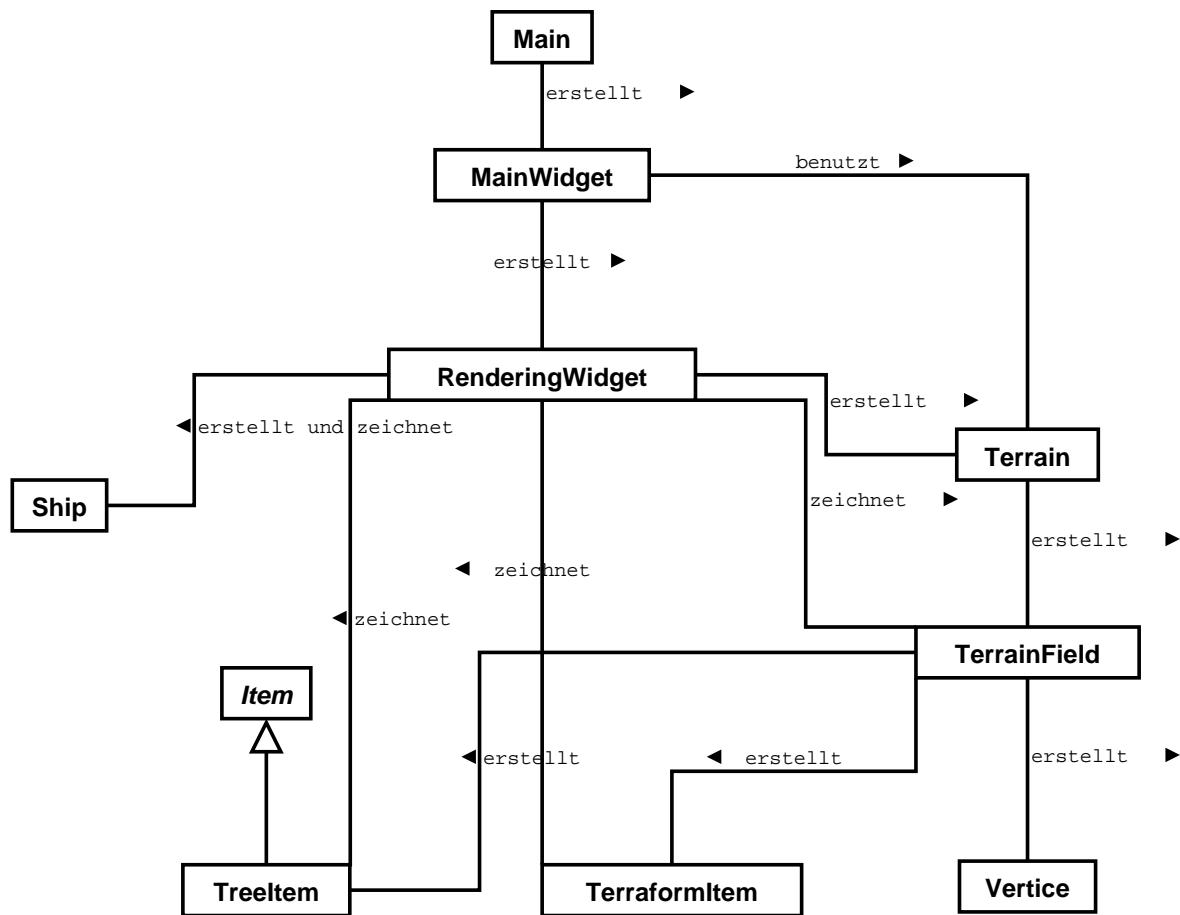 Main
erstellt ►
MainWidget
benutzt ►
erstellt ►
RenderingWidget
erstellt ►
◄ erstellt und zeichnet
Terrain
Ship
zeichnet ►
erstellt ►
◄ zeichnet
◄ zeichnet
TerrainField
Item
◄ erstellt
◄ erstellt
erstellt ►
TreeItem
TerraformItem
Vertice